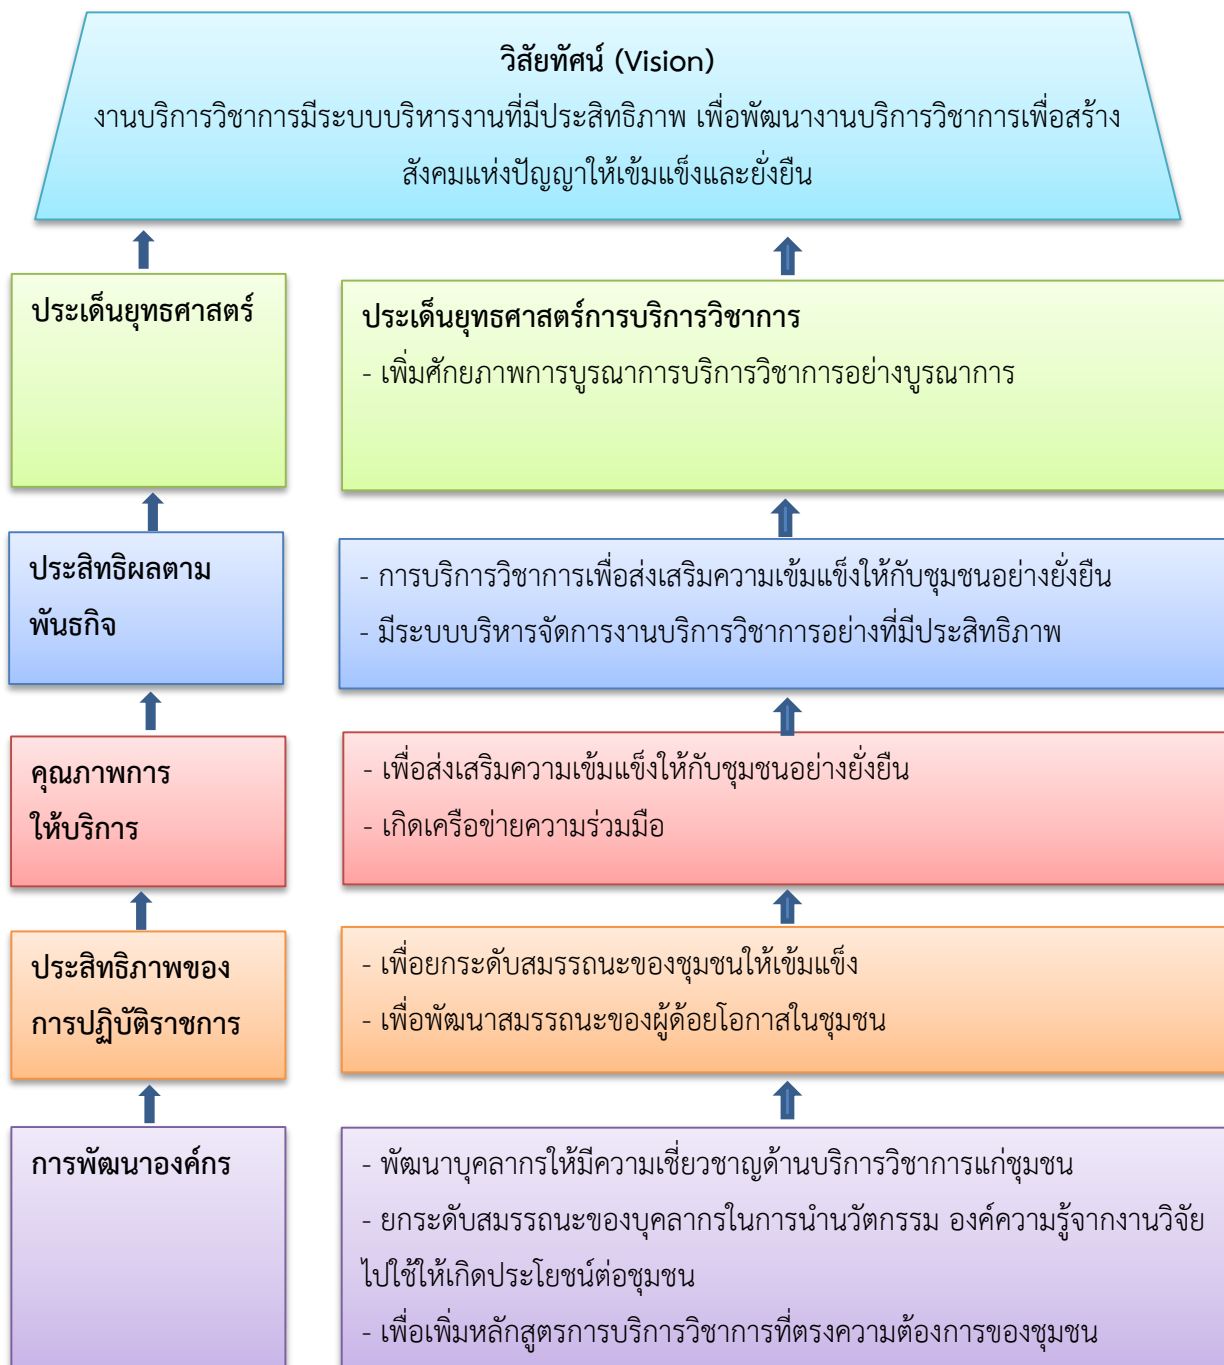 วิสัยทัศน์ (Vision)
งานบริการวิชาการมีระบบบริหารงานที่มีประสิทธิภาพ เพื่อพัฒนางานบริการวิชาการเพื่อสร้าง
สังคมแห่งปัญญาให้เข้มแข็งและยั่งยืน
ประเด็นยุทธศาสตร์
ประเด็นยุทธศาสตร์การบริการวิชาการ
- เพิ่มศักยภาพการบูรณาการบริการวิชาการอย่างบูรณาการ
ประสิทธิผลตาม
พันธกิจ
- การบริการวิชาการเพื่อส่งเสริมความเข้มแข็งให้กับชุมชนอย่างยั่งยืน
- มีระบบบริหารจัดการงานบริการวิชาการอย่างที่มีประสิทธิภาพ
คุณภาพการ
ให้บริการ
- เพื่อส่งเสริมความเข้มแข็งให้กับชุมชนอย่างยั่งยืน
- เกิดเครือข่ายความร่วมมือ
ประสิทธิภาพของ
การปฏิบัติราชการ
- เพื่อยกระดับสมรรถนะของชุมชนให้เข้มแข็ง
- เพื่อพัฒนาสมรรถนะของผู้ด้อยโอกาสในชุมชน
การพัฒนาองค์กร
- พัฒนาบุคลากรให้มีความเชี่ยวชาญด้านบริการวิชาการแก่ชุมชน
- ยกระดับสมรรถนะของบุคลากรในการนำนวัตกรรม องค์ความรู้จากงานวิจัย
ไปใช้ให้เกิดประโยชน์ต่อชุมชน
- เพื่อเพิ่มหลักสูตรการบริการวิชาการที่ตรงความต้องการของชุมชน